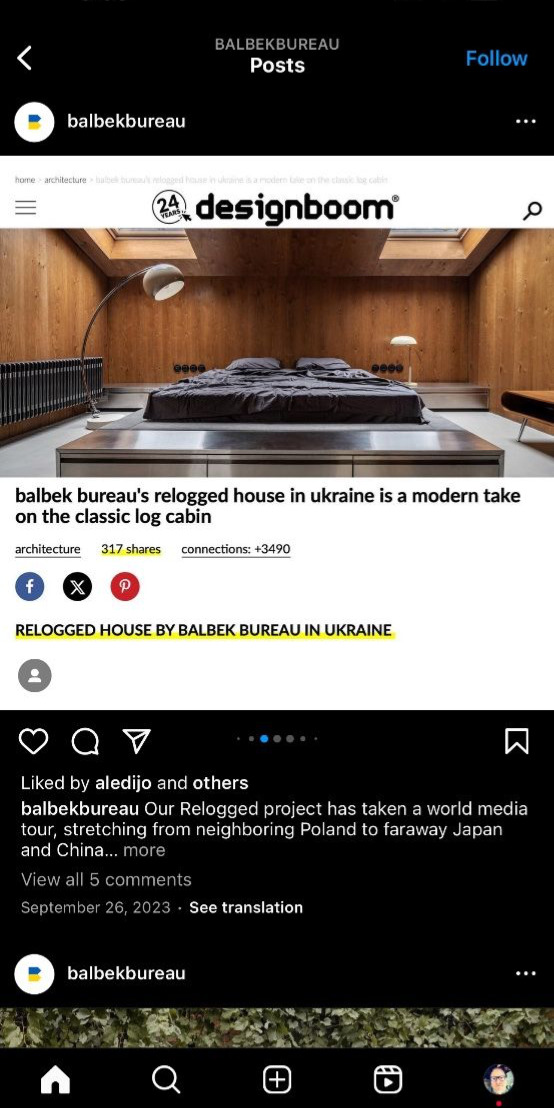 BALBEKBUREAU
Posts
Follow
balbekbureau
home > architecture > balbek bureau's relogged house in ukraine is a modern take on the classic log cabin
24
YEARS
designboom®
balbek bureau's relogged house in ukraine is a modern take
on the classic log cabin
architecture 317 shares connections: +3490
RELOGGED HOUSE BY BALBEK BUREAU IN UKRAINE
Liked by aledijo and others
balbekbureau Our Relogged project has taken a world media
tour, stretching from neighboring Poland to faraway Japan
and China... more
View all 5 comments
September 26, 2023 · See translation
balbekbureau